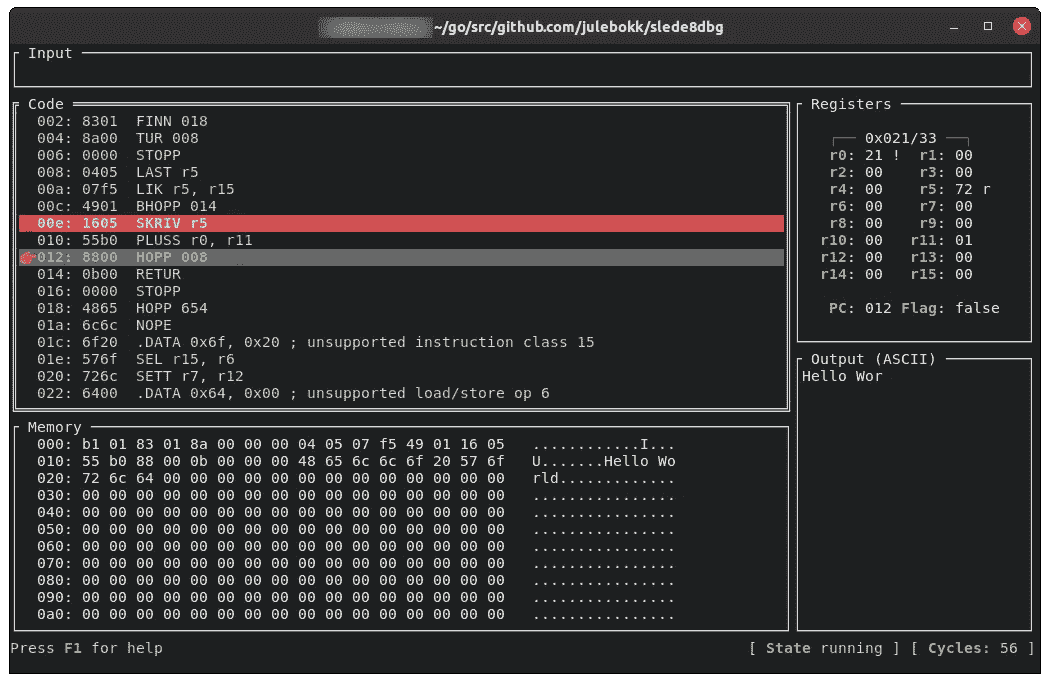 ~/go/src/github.com/julebokk/slede8dbg
Input
Code
002: 8301 FINN 018
004: 8a00 TUR 008
006: 0000 STOPP
008: 0405 LAST r5
00a: 07f5 LIK r5, r15
00c: 4901 BHOPP 014
00e: 1605 SKRIV r5
010: 55b0 PLUSS r0, r11
012: 8800 HOPP 008
014: 0b00 RETUR
016: 0000 STOPP
018: 4865 HOPP 654
01a: 6c6c NOPE
01c: 6f20 .DATA 0x6f, 0x20 ; unsupported instruction class 15
01e: 576f SEL r15, r6
020: 726c SETT r7, r12
022: 6400 .DATA 0x64, 0x00 ; unsupported load/store op 6
Registers
0x021/33
r0: 21 ! r1: 00
r2: 00 r3: 00
r4: 00 r5: 72 r
r6: 00 r7: 00
r8: 00 r9: 00
r10: 00 r11: 01
r12: 00 r13: 00
r14: 00 r15: 00
PC: 012 Flag: false
Memory
000: b1 01 83 01 8a 00 00 00 04 05 07 f5 49 01 16 05 ............I...
010: 55 b0 88 00 0b 00 00 00 48 65 6c 6c 6f 20 57 6f U.......Hello Wo
020: 72 6c 64 00 00 00 00 00 00 00 00 00 00 00 00 00 rld.............
030: 00 00 00 00 00 00 00 00 00 00 00 00 00 00 00 00 ................
040: 00 00 00 00 00 00 00 00 00 00 00 00 00 00 00 00 ................
050: 00 00 00 00 00 00 00 00 00 00 00 00 00 00 00 00 ................
060: 00 00 00 00 00 00 00 00 00 00 00 00 00 00 00 00 ................
070: 00 00 00 00 00 00 00 00 00 00 00 00 00 00 00 00 ................
080: 00 00 00 00 00 00 00 00 00 00 00 00 00 00 00 00 ................
090: 00 00 00 00 00 00 00 00 00 00 00 00 00 00 00 00 ................
0a0: 00 00 00 00 00 00 00 00 00 00 00 00 00 00 00 00 ................
Output (ASCII)
Hello Wor
Press F1 for help
[ State running ] [ Cycles: 56 ]